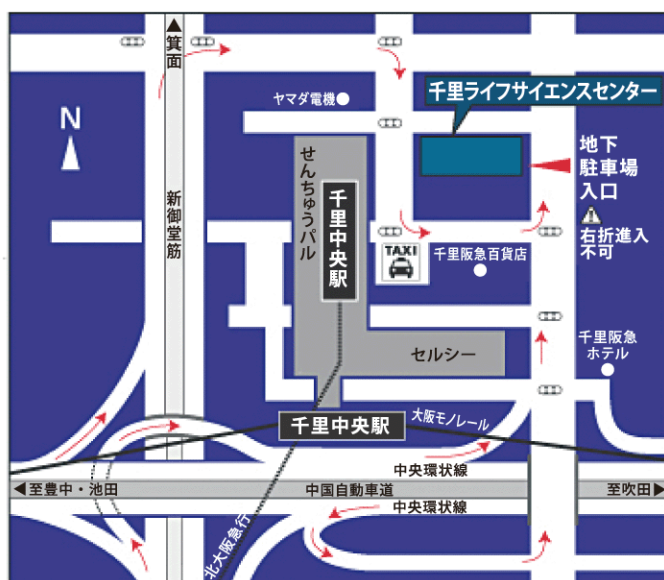 ▲箕面
ヤマダ電機
千里ライフサイエンスセンター
N
せんちゅうパル
千里中央駅
地下
駐車場
入口
右折進入
不可
新御堂筋
TAXI
千里阪急百貨店
セルシー
千里阪急
ホテル
千里中央駅
大阪モノレール
中央環状線
◀至豊中・池田
中国自動車道
至吹田▶
中央環状線
北大阪急行